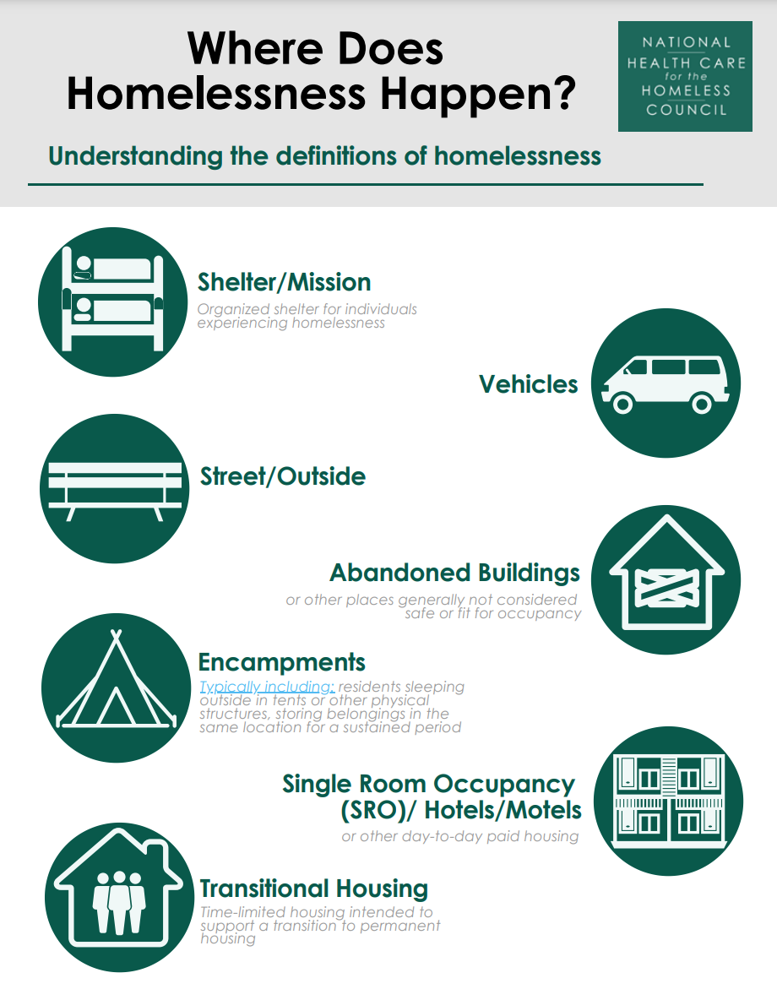 Where Does
Homelessness Happen?
NATIONAL
HEALTH CARE
for the
HOMELESS
COUNCIL
Understanding the definitions of homelessness
Shelter/Mission
Organized shelter for individuals
experiencing homelessness
Vehicles
Street/Outside
Abandoned Buildings
or other places generally not considered
safe or fit for occupancy
Encampments
Typically including: residents sleeping
outside in tents or other physical
structures, storing belongings in the
same location for a sustained period
Single Room Occupancy
(SRO)/ Hotels/Motels
or other day-to-day paid housing
Transitional Housing
Time-limited housing intended to
support a transition to permanent
housing